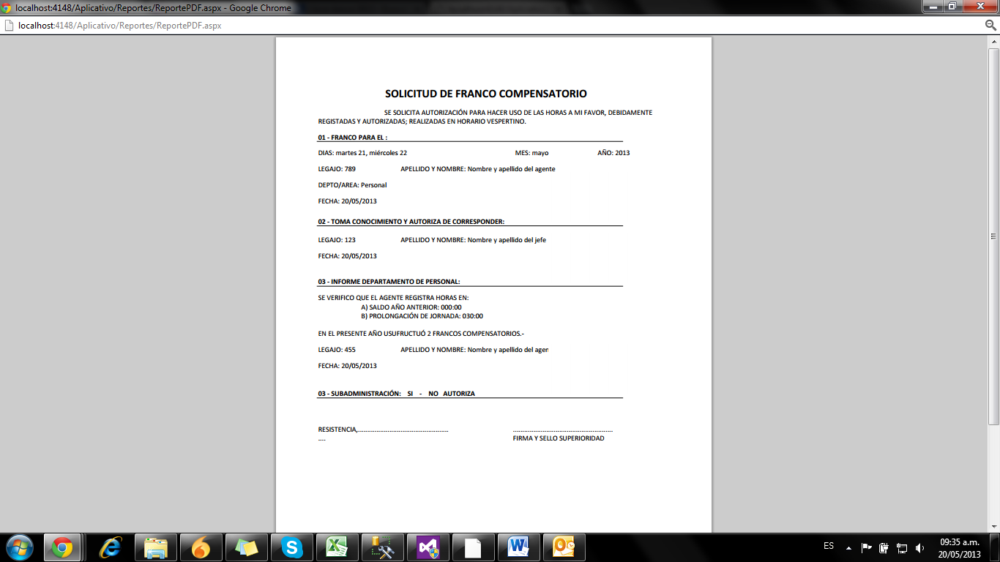 localhost:4148/Aplicativo/Reportes/ReportePDF.aspx - Google Chrome
localhost:4148/Aplicativo/Reportes/ReportePDF.aspx
SOLICITUD DE FRANCO COMPENSATORIO
SE SOLICITA AUTORIZACIÓN PARA HACER USO DE LAS HORAS A MI FAVOR, DEBIDAMENTE
REGISTADAS Y AUTORIZADAS; REALIZADAS EN HORARIO VESPERTINO.
01 - FRANCO PARA EL :
DIAS: martes 21, miércoles 22 MES: mayo AÑO: 2013
LEGAJO: 789 APELLIDO Y NOMBRE: Nombre y apellido del agente
DEPTO/AREA: Personal
FECHA: 20/05/2013
02 - TOMA CONOCIMIENTO Y AUTORIZA DE CORRESPONDER:
LEGAJO: 123 APELLIDO Y NOMBRE: Nombre y apellido del jefe
FECHA: 20/05/2013
03 - INFORME DEPARTAMENTO DE PERSONAL:
SE VERIFICO QUE EL AGENTE REGISTRA HORAS EN:
A) SALDO AÑO ANTERIOR: 000:00
B) PROLONGACIÓN DE JORNADA: 030:00
EN EL PRESENTE AÑO USUFRUCTUÓ 2 FRANCOS COMPENSATORIOS.-
LEGAJO: 455 APELLIDO Y NOMBRE: Nombre y apellido del agen
FECHA: 20/05/2013
03 - SUBADMINISTRACIÓN: SI - NO AUTORIZA
RESISTENCIA,................................................. ......................................................
.... FIRMA Y SELLO SUPERIORIDAD
ES 09:35 a.m.
20/05/2013